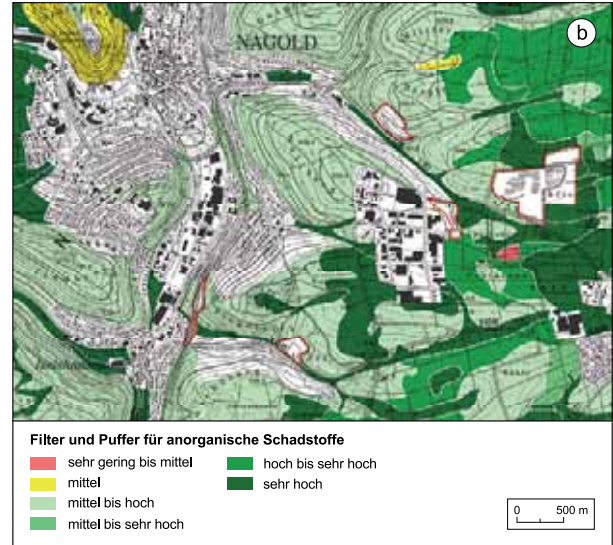 NAGOLD
b
Filter und Puffer für anorganische Schadstoffe
sehr gering bis mittel
mittel
mittel bis hoch
mittel bis sehr hoch
hoch bis sehr hoch
sehr hoch
0 500 m